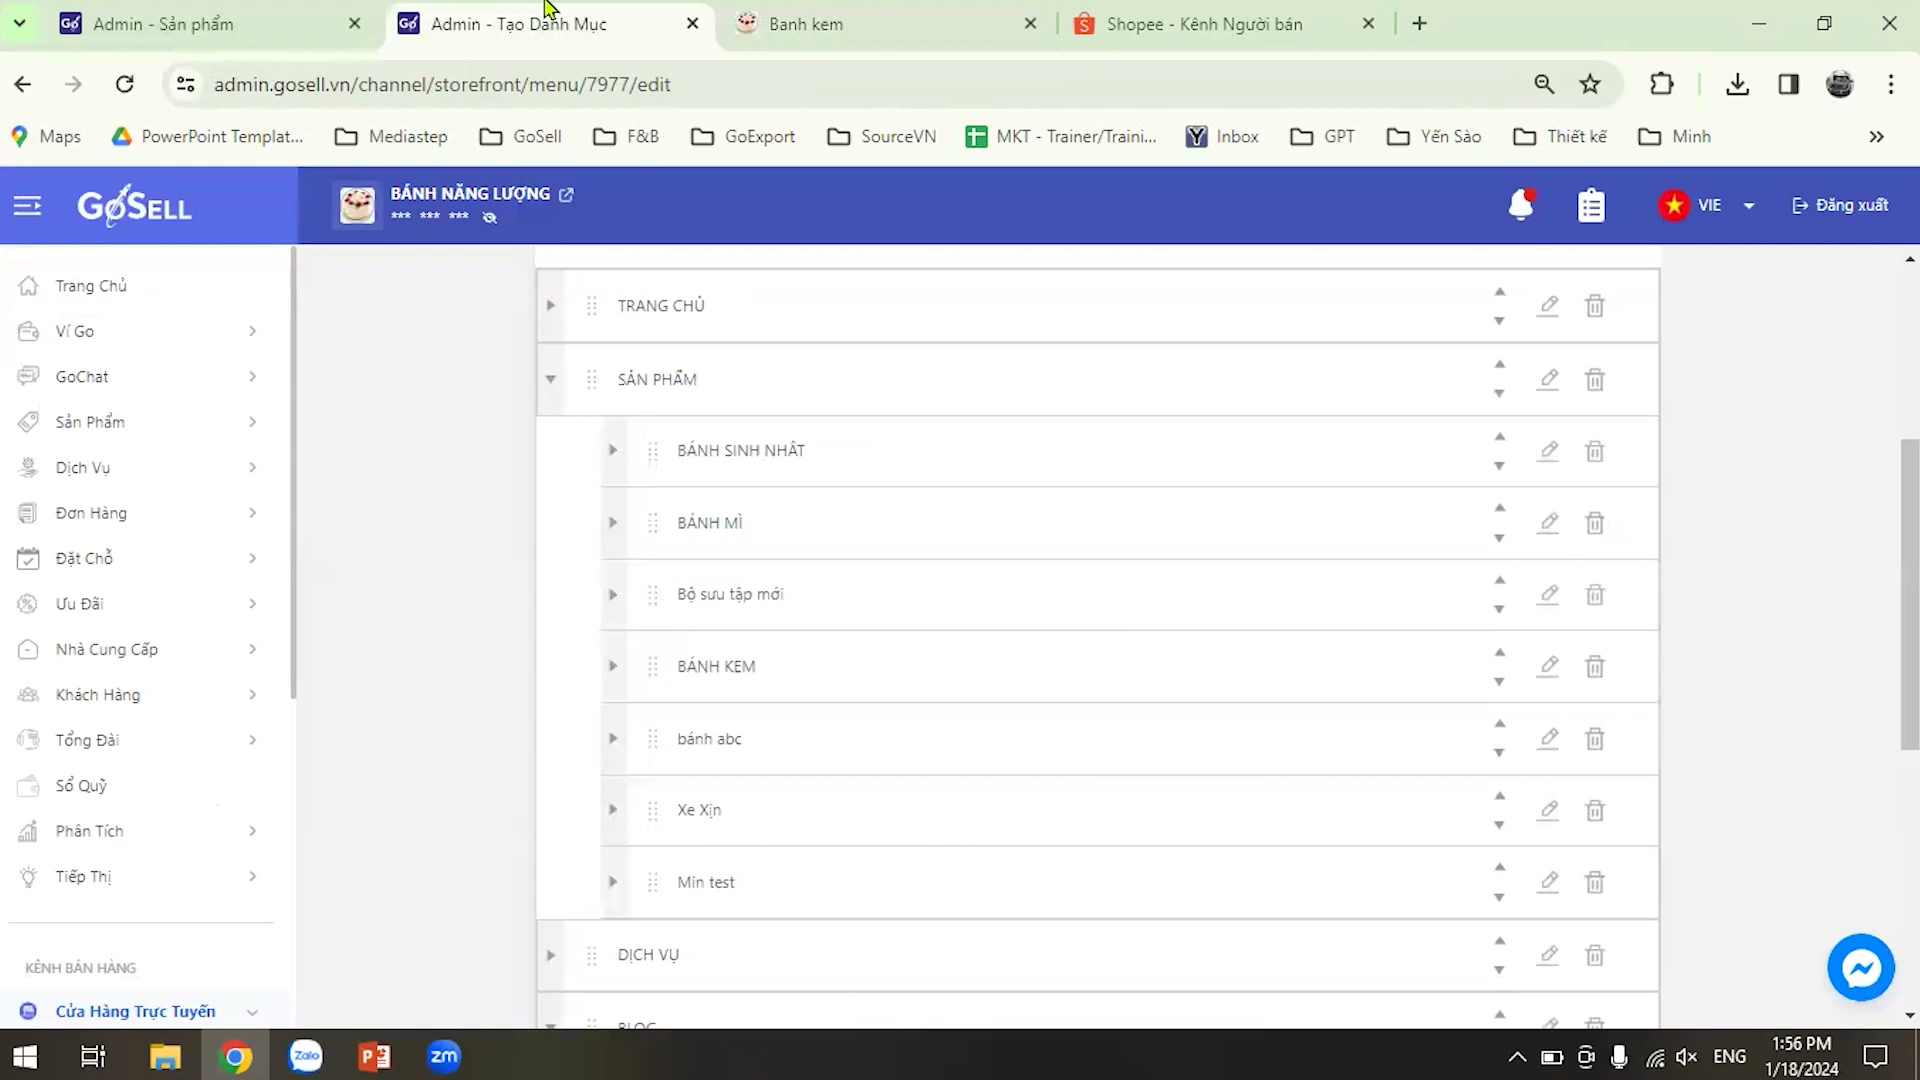 Admin - Sản phẩm
Admin - Tạo Danh Mục
Banh kem
Shopee - Kênh Người bán
admin.gosell.vn/channel/storefront/menu/7977/edit
Maps
PowerPoint Templat...
Mediastep
GoSell
F&B
GoExport
SourceVN
MKT - Trainer/Traini...
Inbox
GPT
Yến Sào
Thiết kế
Minh
GOSELL
BÁNH NĂNG LƯỢNG
*** *** ***
VIE
Đăng xuất
Trang Chủ
Ví Go
GoChat
Sản Phẩm
Dịch Vụ
Đơn Hàng
Đặt Chỗ
Ưu Đãi
Nhà Cung Cấp
Khách Hàng
Tổng Đài
Sổ Quỹ
Phân Tích
Tiếp Thị
KÊNH BÁN HÀNG
Cửa Hàng Trực Tuyến
TRANG CHỦ
SẢN PHẨM
BÁNH SINH NHẬT
BÁNH MÌ
Bộ sưu tập mới
BÁNH KEM
bánh abc
Xe Xịn
Min test
DỊCH VỤ
BLOG
Zalo
zm
ENG
1:56 PM
1/18/2024